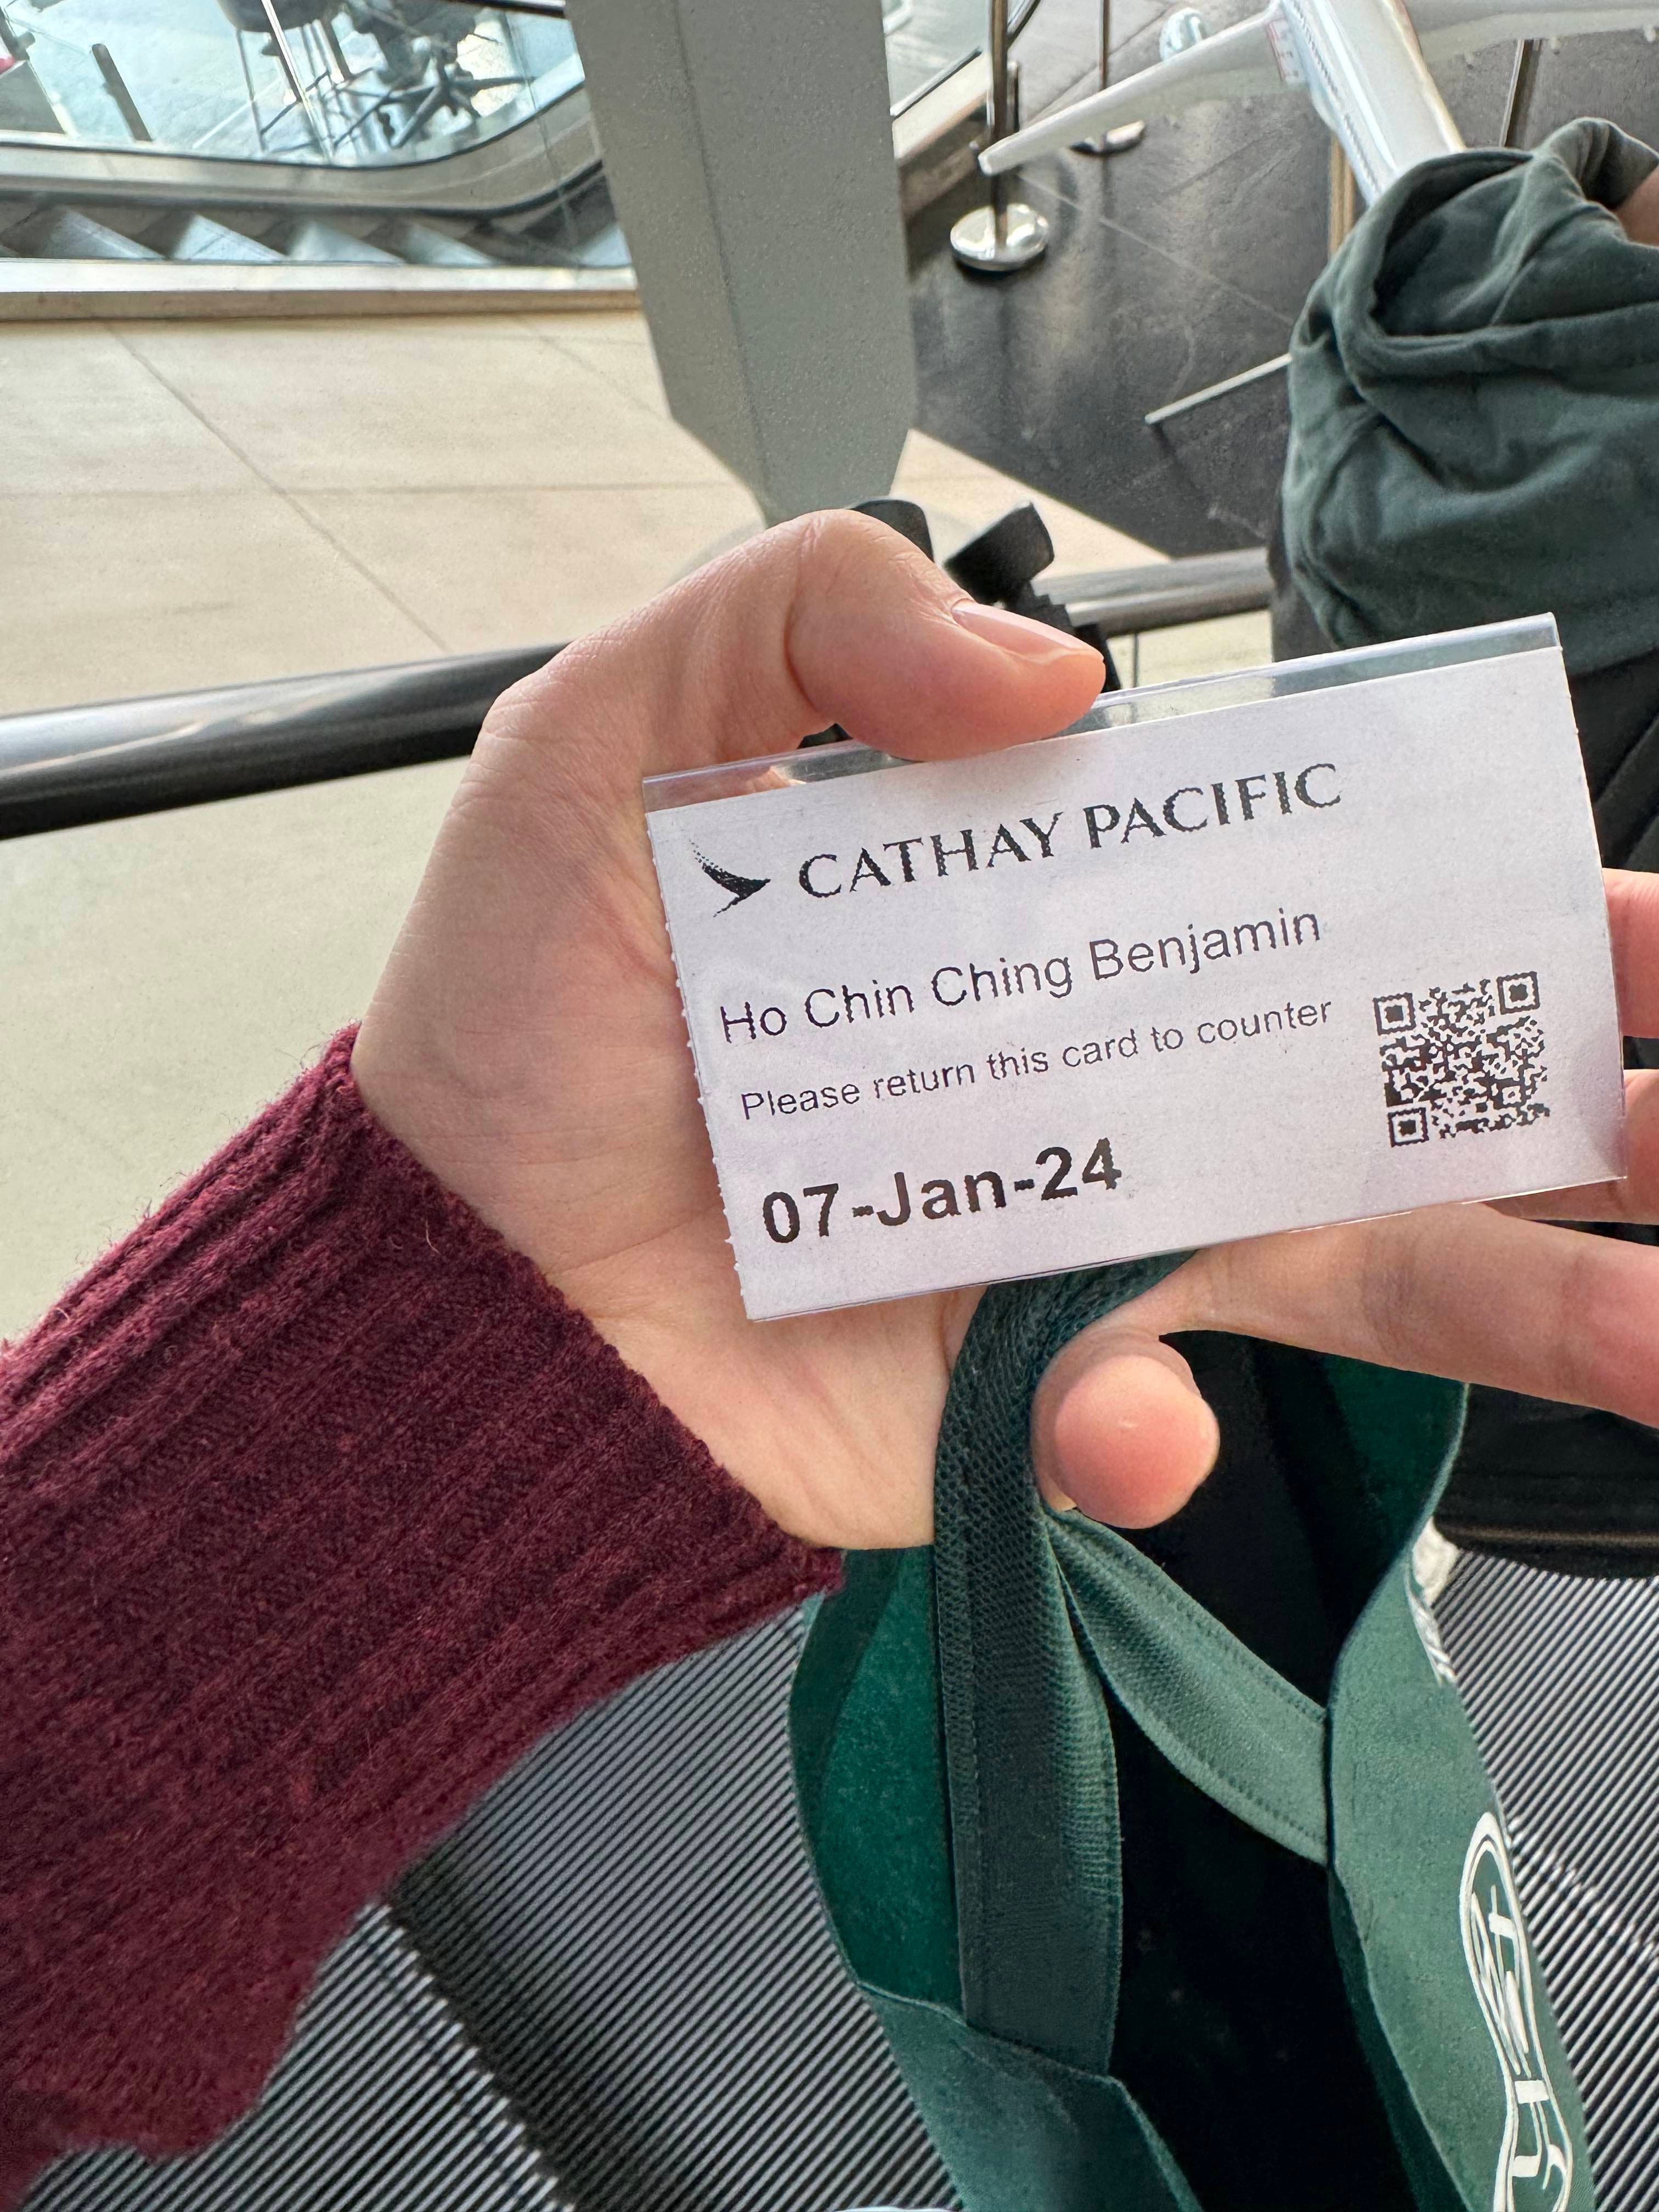 CATHAY PACIFIC
Ho Chin Ching Benjamin
Please return this card to counter
07-Jan-24